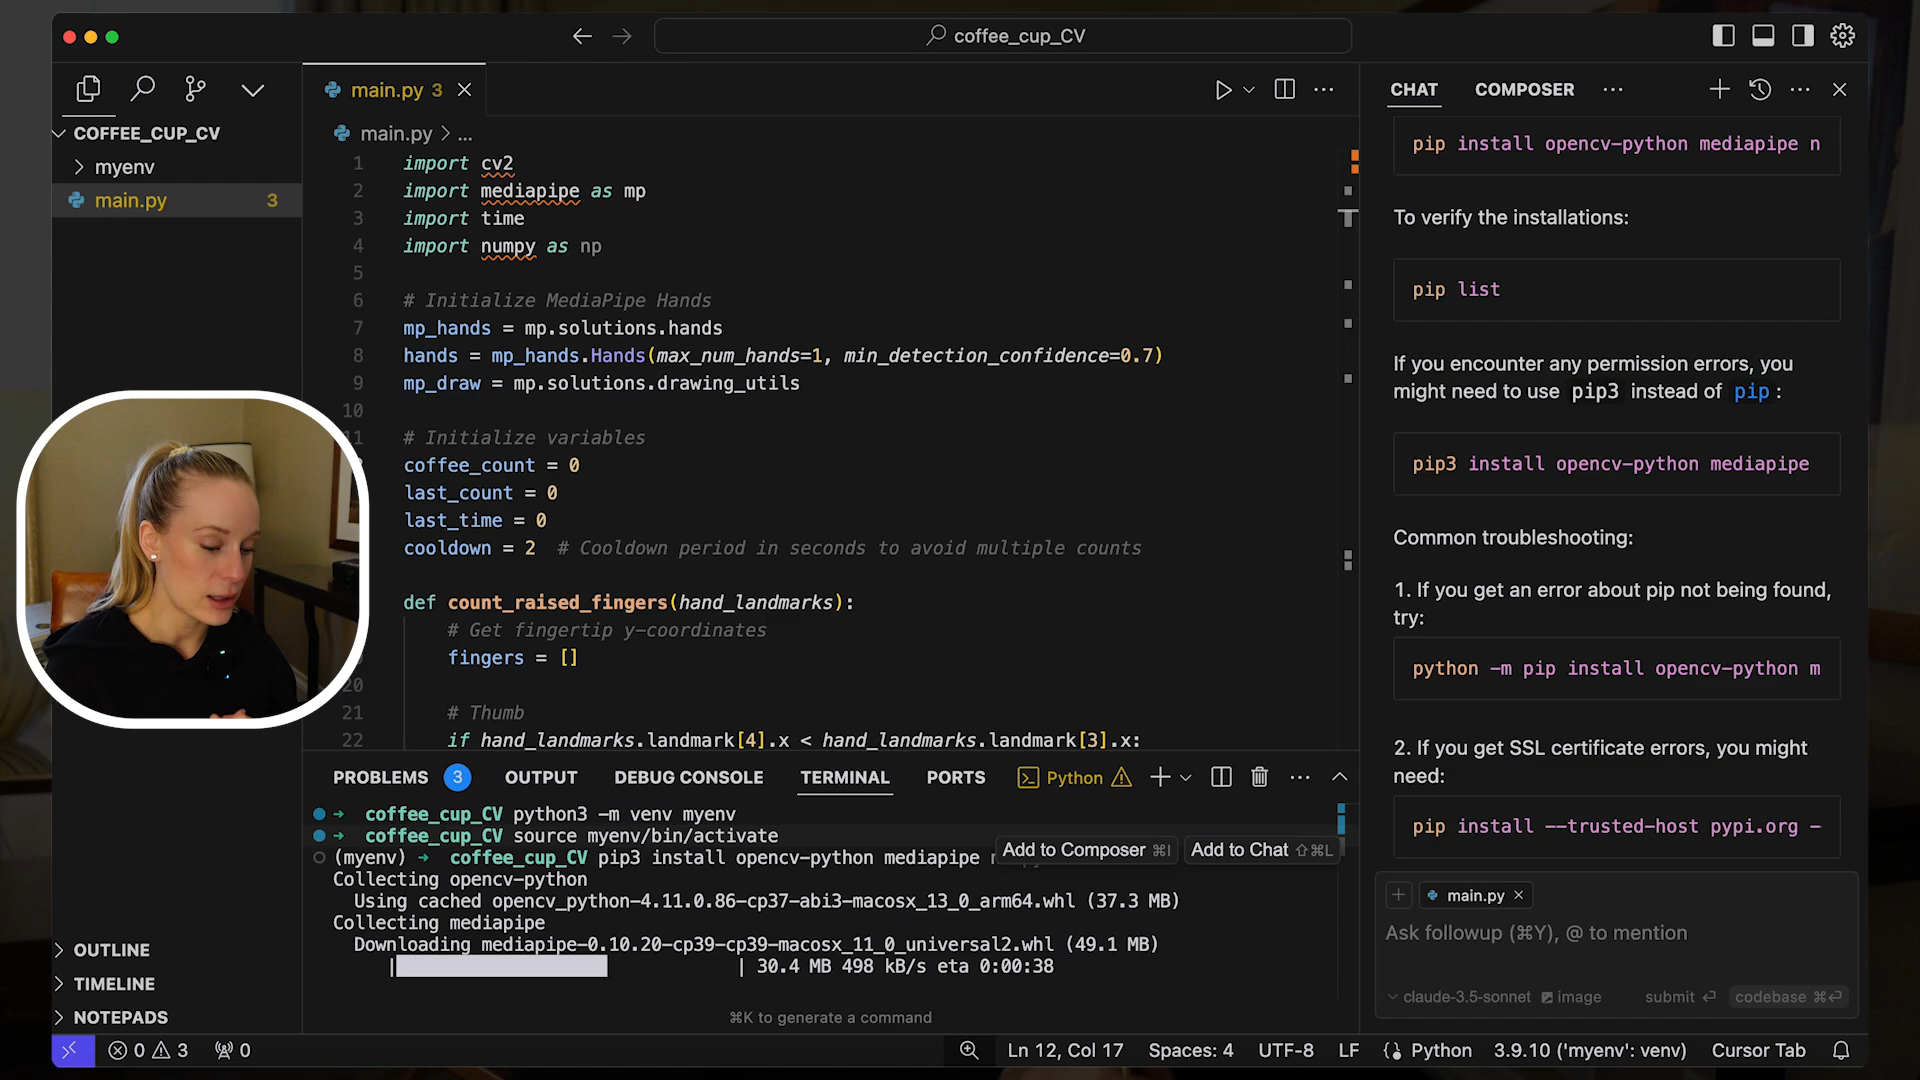 coffee_cup_CV
COFFEE_CUP_CV
myenv
main.py 3
main.py 3
main.py > ...
1 import cv2
2 import mediapipe as mp
3 import time
4 import numpy as np
5
6 # Initialize MediaPipe Hands
7 mp_hands = mp.solutions.hands
8 hands = mp_hands.Hands(max_num_hands=1, min_detection_confidence=0.7)
9 mp_draw = mp.solutions.drawing_utils
10
11 # Initialize variables
coffee_count = 0
last_count = 0
last_time = 0
cooldown = 2 # Cooldown period in seconds to avoid multiple counts
def count_raised_fingers(hand_landmarks):
# Get fingertip y-coordinates
fingers = []
20
21 # Thumb
22 if hand_landmarks.landmark[4].x < hand_landmarks.landmark[3].x:
PROBLEMS 3 OUTPUT DEBUG CONSOLE TERMINAL PORTS Python
coffee_cup_CV python3 -m venv myenv
coffee_cup_CV source myenv/bin/activate
(myenv) → coffee_cup_CV pip3 install opencv-python mediapipe
Add to Composer ⌘I Add to Chat ⇧⌘L
Collecting opencv-python
Using cached opencv_python-4.11.0.86-cp37-abi3-macosx_13_0_arm64.whl (37.3 MB)
Collecting mediapipe
Downloading mediapipe-0.10.20-cp39-cp39-macosx_11_0_universal2.whl (49.1 MB)
| | 30.4 MB 498 kB/s eta 0:00:38
⌘K to generate a command
OUTLINE
TIMELINE
NOTEPADS
CHAT COMPOSER
pip install opencv-python mediapipe n
To verify the installations:
pip list
If you encounter any permission errors, you
might need to use pip3 instead of pip :
pip3 install opencv-python mediapipe
Common troubleshooting:
1. If you get an error about pip not being found,
try:
python -m pip install opencv-python m
2. If you get SSL certificate errors, you might
need:
pip install --trusted-host pypi.org -
main.py
Ask followup (⌘Y), @ to mention
claude-3.5-sonnet image submit ⏎ codebase ⌘⏎
0 3 0
Ln 12, Col 17 Spaces: 4 UTF-8 LF Python 3.9.10 ('myenv': venv) Cursor Tab